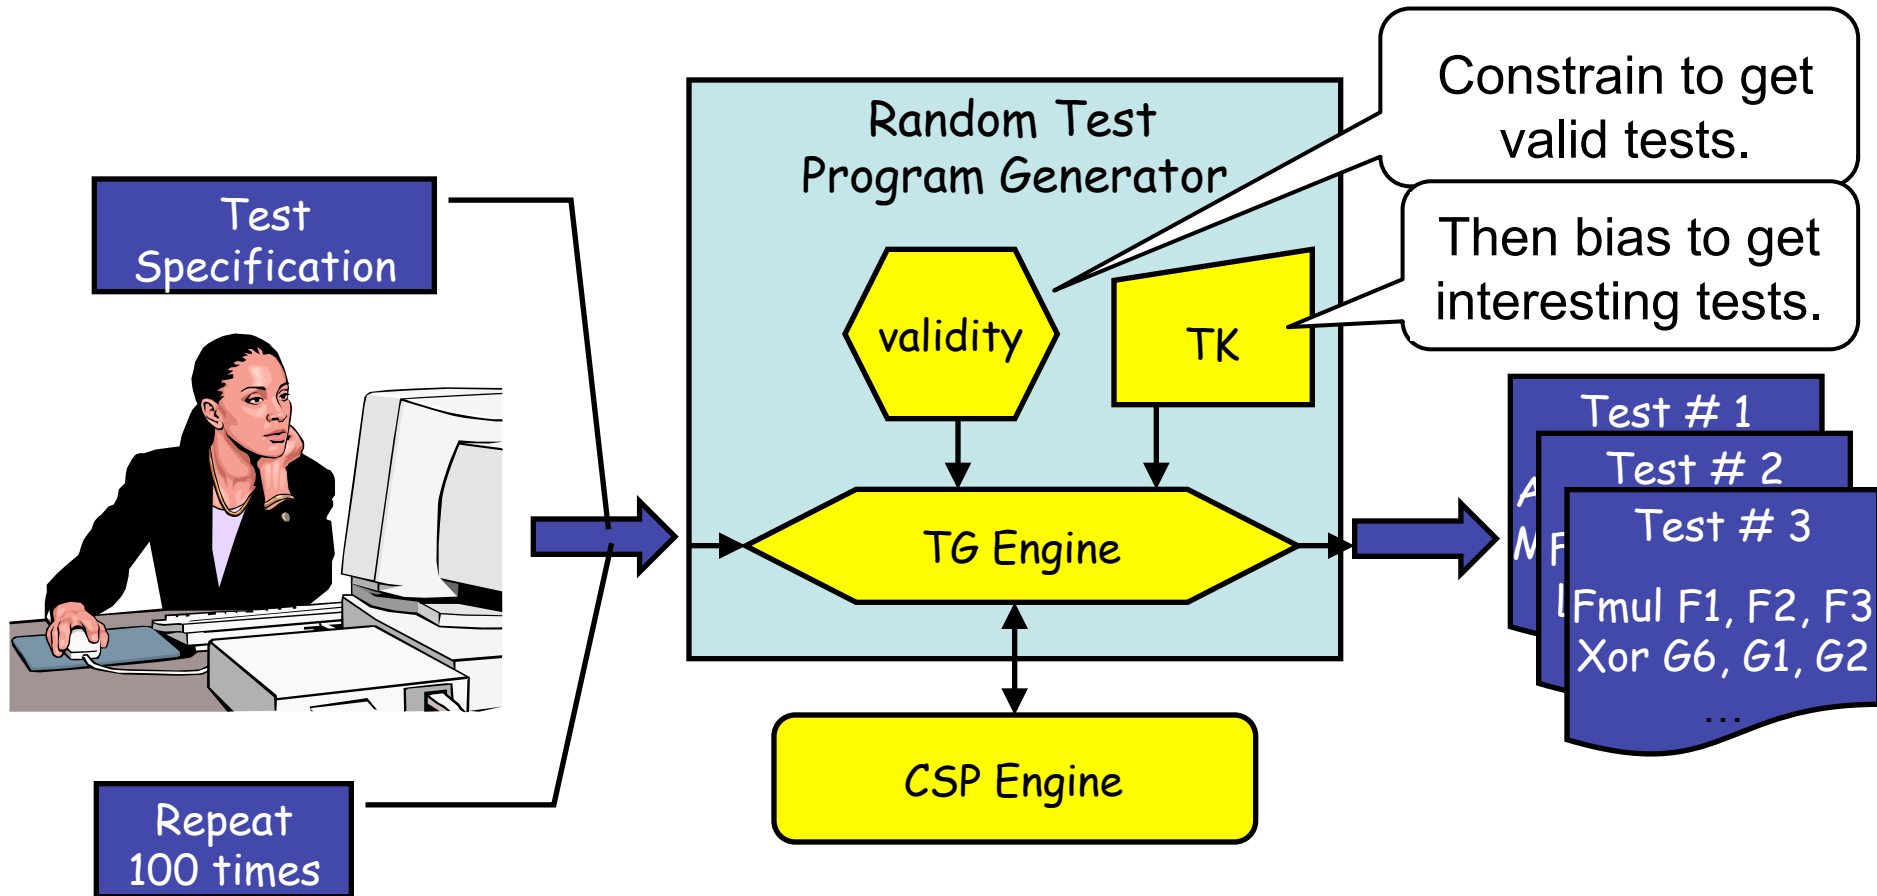 Constrain to get
valid tests.
Then bias to get
interesting tests.
Random Test
Program Generator
Test
Specification
validity
TK
TG Engine
CSP Engine
Repeat
100 times
Test # 1
A
M
Test # 2
F
Test # 3
Fmul F1, F2, F3
Xor G6, G1, G2
...